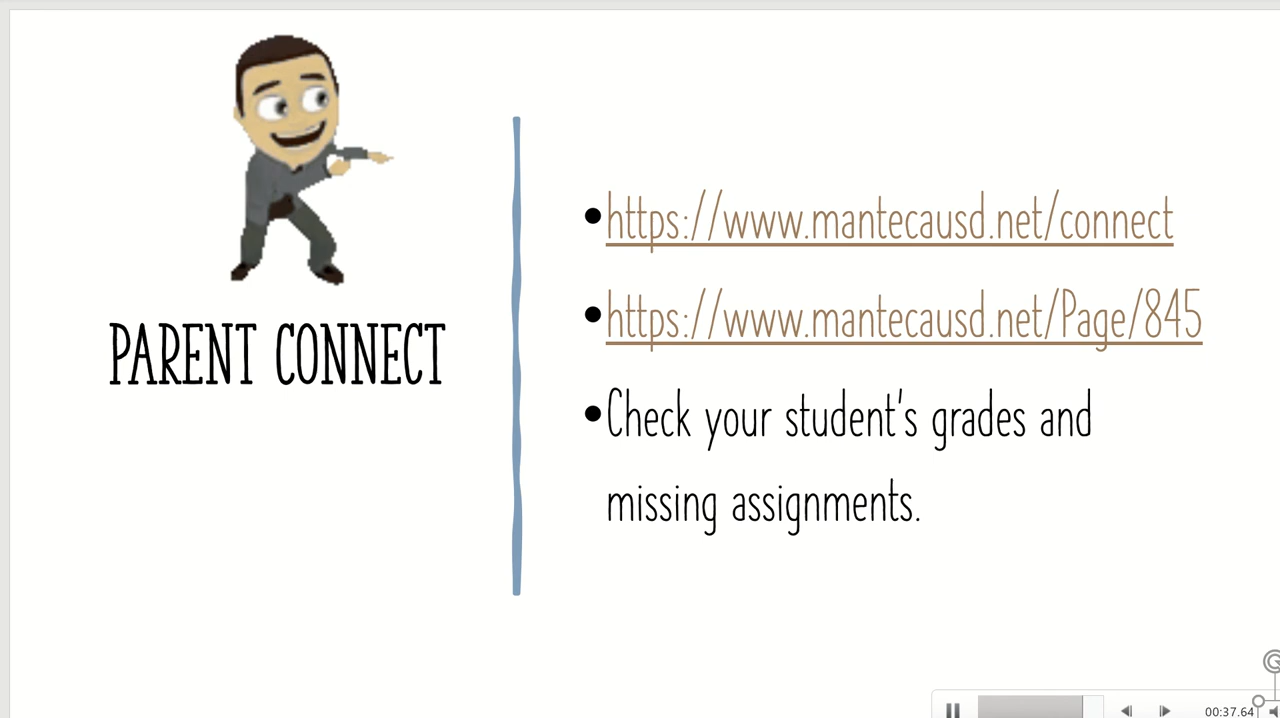 PARENT CONNECT
•https://www.mantecausd.net/connect
•https://www.mantecausd.net/Page/845
•Check your student's grades and
missing assignments.
00:37.64